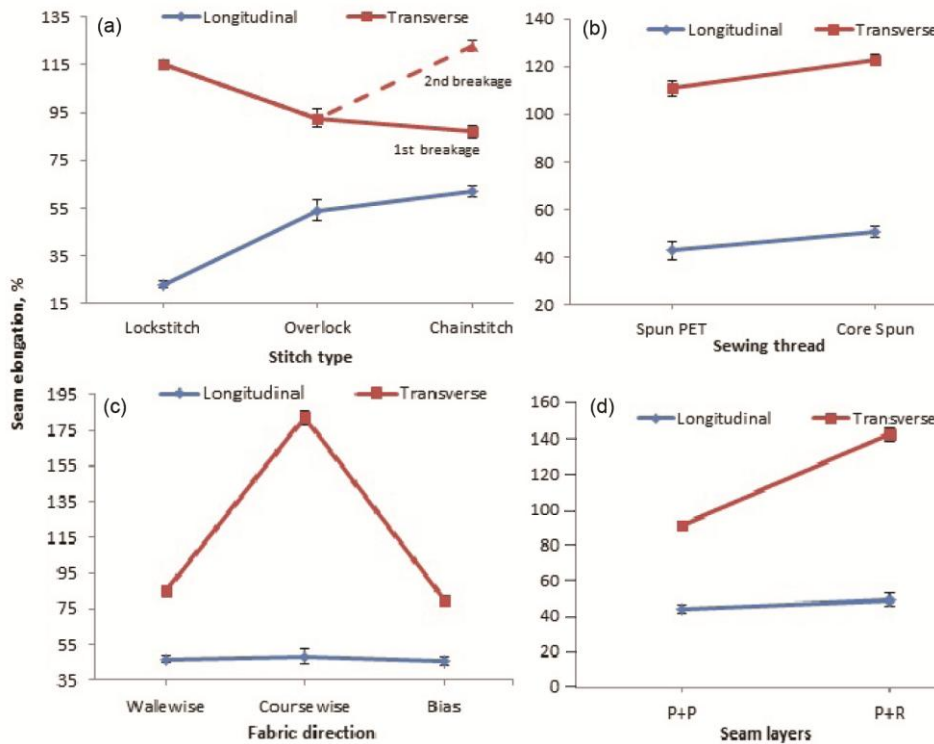 Seam elongation, %
(a)
Longitudinal
Transverse
135
115
95
75
55
35
15
2nd breakage
1st breakage
Lockstitch
Overlock
Chainstitch
Stitch type
(b)
Longitudinal
Transverse
140
120
100
80
60
40
20
Spun PET
Core Spun
Sewing thread
(c)
Longitudinal
Transverse
195
175
155
135
115
95
75
55
35
Walewise
Coursewise
Bias
Fabric direction
(d)
Longitudinal
Transverse
160
140
120
100
80
60
40
20
0
P+P
P+R
Seam layers